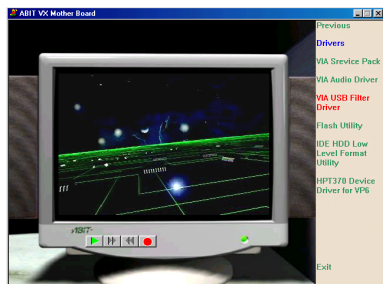 ABIT VX Mother Board
Previous
Drivers
VIA Srevice Pack
VIA Audio Driver
VIA USB Filter
Driver
Flash Utility
IDE HDD Low
Level Format
Utility
HPT370 Device
Driver for VP6
ABIT
Exit